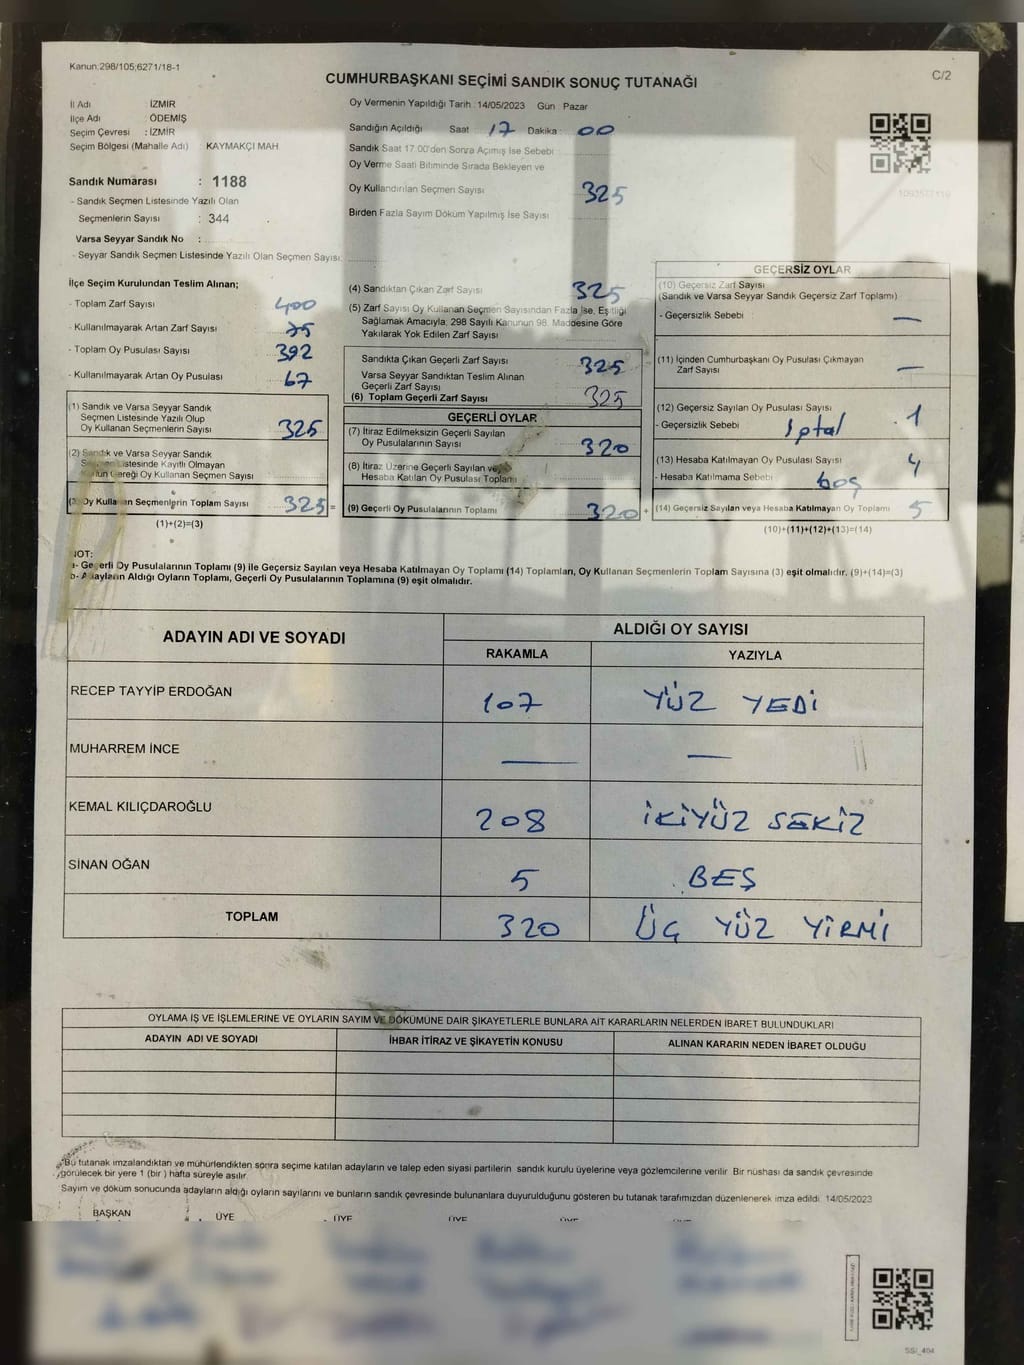 Kanun:298/105;6271/18-1
CUMHURBAŞKANI SEÇİMİ SANDIK SONUÇ TUTANAĞI
C/2
İl Adı : İZMİR
İlçe Adı : ÖDEMİŞ
Seçim Çevresi : İZMİR
Seçim Bölgesi (Mahalle Adı) KAYMAKÇI MAH
Sandık Numarası : 1188
- Sandık Seçmen Listesinde Yazılı Olan
Seçmenlerin Sayısı : 344
Varsa Seyyar Sandık No :
- Seyyar Sandık Seçmen Listesinde Yazılı Olan Seçmen Sayısı:
Oy Vermenin Yapıldığı Tarih : 14/05/2023 Gün Pazar
Sandığın Açıldığı Saat : 17 Dakika : 00
Sandık Saat 17.00'den Sonra Açımış İse Sebebi
Oy Verme Saati Bitiminde Sırada Bekleyen ve
Oy Kullandırılan Seçmen Sayısı 325
Birden Fazla Sayım Döküm Yapılmış İse Sayısı
1093577119
İlçe Seçim Kurulundan Teslim Alınan;
- Toplam Zarf Sayısı 400
- Kullanılmayarak Artan Zarf Sayısı 75
- Toplam Oy Pusulası Sayısı 392
- Kullanılmayarak Artan Oy Pusulası 67
(1) Sandık ve Varsa Seyyar Sandık
Seçmen Listesinde Yazılı Olup
Oy Kullanan Seçmenlerin Sayısı 325
(2) Sandık ve Varsa Seyyar Sandık
Seçmen Listesinde Kayıtlı Olmayan
Kanun Gereği Oy Kullanan Seçmen Sayısı
(3) Oy Kullanan Seçmenlerin Toplam Sayısı 325 =
(1)+(2)=(3)
(4) Sandıktan Çıkan Zarf Sayısı 325
(5) Zarf Sayısı Oy Kullanan Seçmen Sayısından Fazla İse, Eşitliği
Sağlamak Amacıyla, 298 Sayılı Kanunun 98. Maddesine Göre
Yakılarak Yok Edilen Zarf Sayısı
Sandıkta Çıkan Geçerli Zarf Sayısı 325
Varsa Seyyar Sandıktan Teslim Alınan
Geçerli Zarf Sayısı
(6) Toplam Geçerli Zarf Sayısı 325
GEÇERLİ OYLAR
(7) İtiraz Edilmeksizin Geçerli Sayılan
Oy Pusulalarının Sayısı 320
(8) İtiraz Üzerine Geçerli Sayılan ve
Hesaba Katılan Oy Pusulası Toplamı
(9) Geçerli Oy Pusulalarının Toplamı 320 +
GEÇERSİZ OYLAR
(10) Geçersiz Zarf Sayısı
(Sandık ve Varsa Seyyar Sandık Geçersiz Zarf Toplamı)
- Geçersizlik Sebebi : —
(11) İçinden Cumhurbaşkanı Oy Pusulası Çıkmayan
Zarf Sayısı —
(12) Geçersiz Sayılan Oy Pusulası Sayısı 1
- Geçersizlik Sebebi : İptal
(13) Hesaba Katılmayan Oy Pusulası Sayısı 4
- Hesaba Katılmama Sebebi : boş
(14) Geçersiz Sayılan veya Hesaba Katılmayan Oy Toplamı 5
(10)+(11)+(12)+(13)=(14)
NOT:
a- Geçerli Oy Pusulalarının Toplamı (9) ile Geçersiz Sayılan veya Hesaba Katılmayan Oy Toplamı (14) Toplamları, Oy Kullanan Seçmenlerin Toplam Sayısına (3) eşit olmalıdır. (9)+(14)=(3)
b- Adayların Aldığı Oyların Toplamı, Geçerli Oy Pusulalarının Toplamına (9) eşit olmalıdır.
ADAYIN ADI VE SOYADI ALDIĞI OY SAYISI
RAKAMLA YAZIYLA
RECEP TAYYİP ERDOĞAN 107 YÜZ YEDİ
MUHARREM İNCE — —
KEMAL KILIÇDAROĞLU 208 İKİYÜZ SEKİZ
SİNAN OĞAN 5 BEŞ
TOPLAM 320 ÜÇ YÜZ YİRMİ
OYLAMA İŞ VE İŞLEMLERİNE VE OYLARIN SAYIM VE DÖKÜMÜNE DAİR ŞİKAYETLERLE BUNLARA AİT KARARLARIN NELERDEN İBARET BULUNDUKLARI
ADAYIN ADI VE SOYADI İHBAR İTİRAZ VE ŞİKAYETİN KONUSU ALINAN KARARIN NEDEN İBARET OLDUĞU
Bu tutanak imzalandıktan ve mühürlendikten sonra seçime katılan adayların ve talep eden siyasi partilerin sandık kurulu üyelerine veya gözlemcilerine verilir. Bir nüshası da sandık çevresinde
görülecek bir yere 1 (bir) hafta süreyle asılır.
Sayım ve döküm sonucunda adayların aldığı oyların sayılarını ve bunların sandık çevresinde bulunanlara duyurulduğunu gösteren bu tutanak tarafımızdan düzenlenerek imza edildi. 14/05/2023
BAŞKAN ÜYE ÜYE ÜYE ÜYE ÜYE
SSİ_404